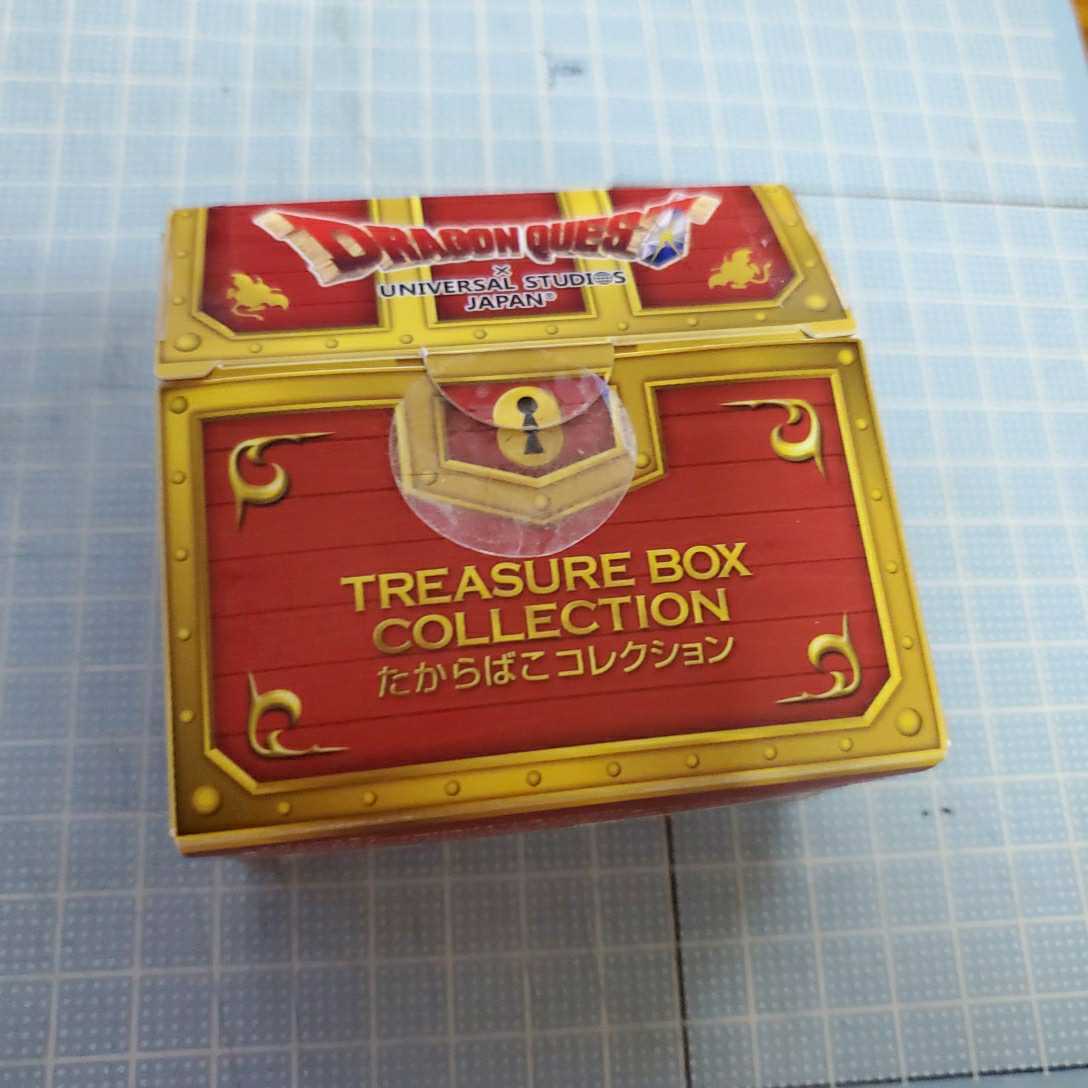 DRAGON QUEST
×
UNIVERSAL STUDIOS
JAPAN®
TREASURE BOX
COLLECTION
たからばこコレクション